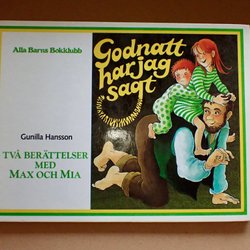 Alla Barns Bokklubb
Godnatt
har jag
sagt
Gunilla Hansson
TVÅ BERÄTTELSER
MED
MAX OCH MIA